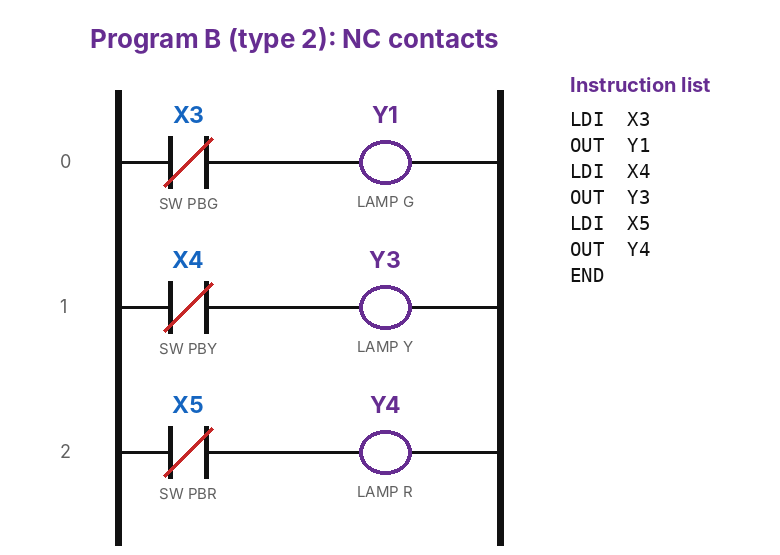 Program B (type 2): NC contacts
X3 Y1
0
SW PBG LAMP G
X4 Y3
1
SW PBY LAMP Y
X5 Y4
2
SW PBR LAMP R
Instruction list
LDI X3
OUT Y1
LDI X4
OUT Y3
LDI X5
OUT Y4
END